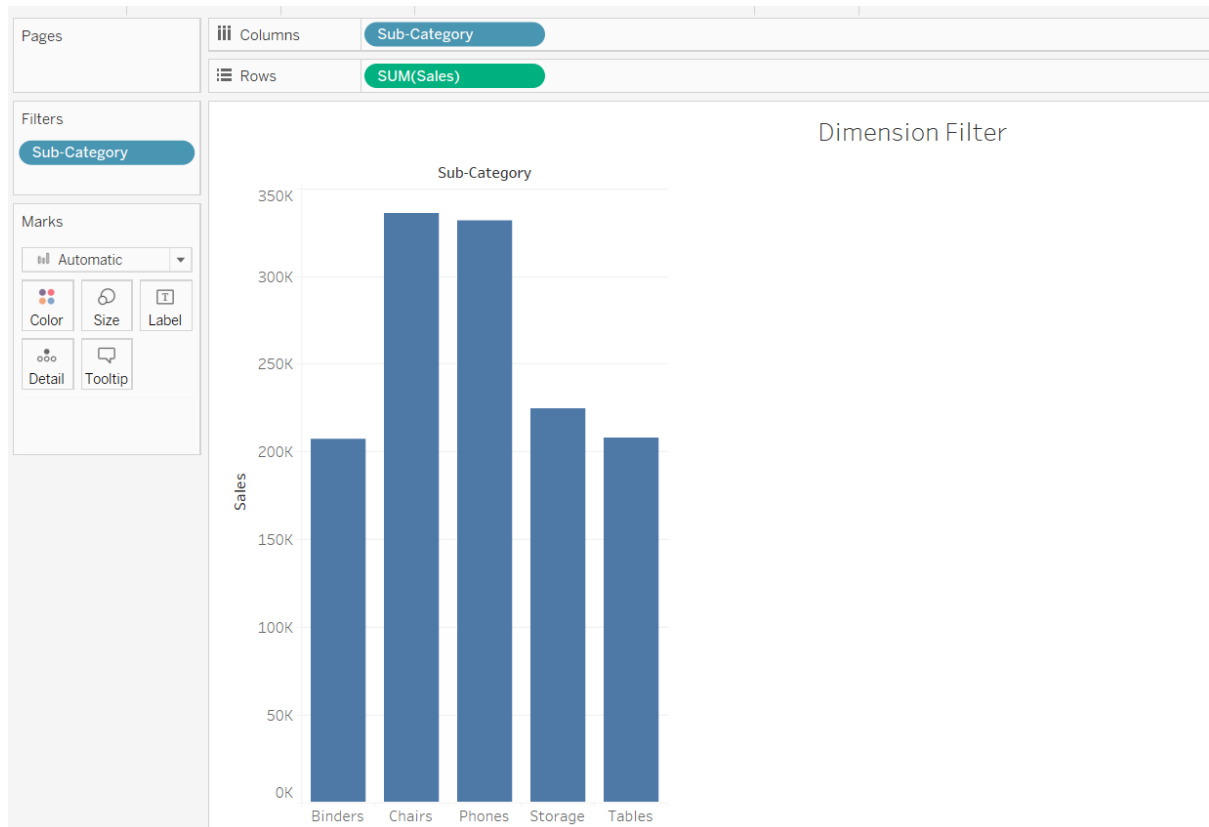 Pages
Columns
Sub-Category
Rows
SUM(Sales)
Filters
Sub-Category
Marks
Automatic
Color
Size
T
Label
Detail
Tooltip
Dimension Filter
Sub-Category
350K
300K
250K
200K
150K
100K
50K
0K
Sales
Binders Chairs Phones Storage Tables